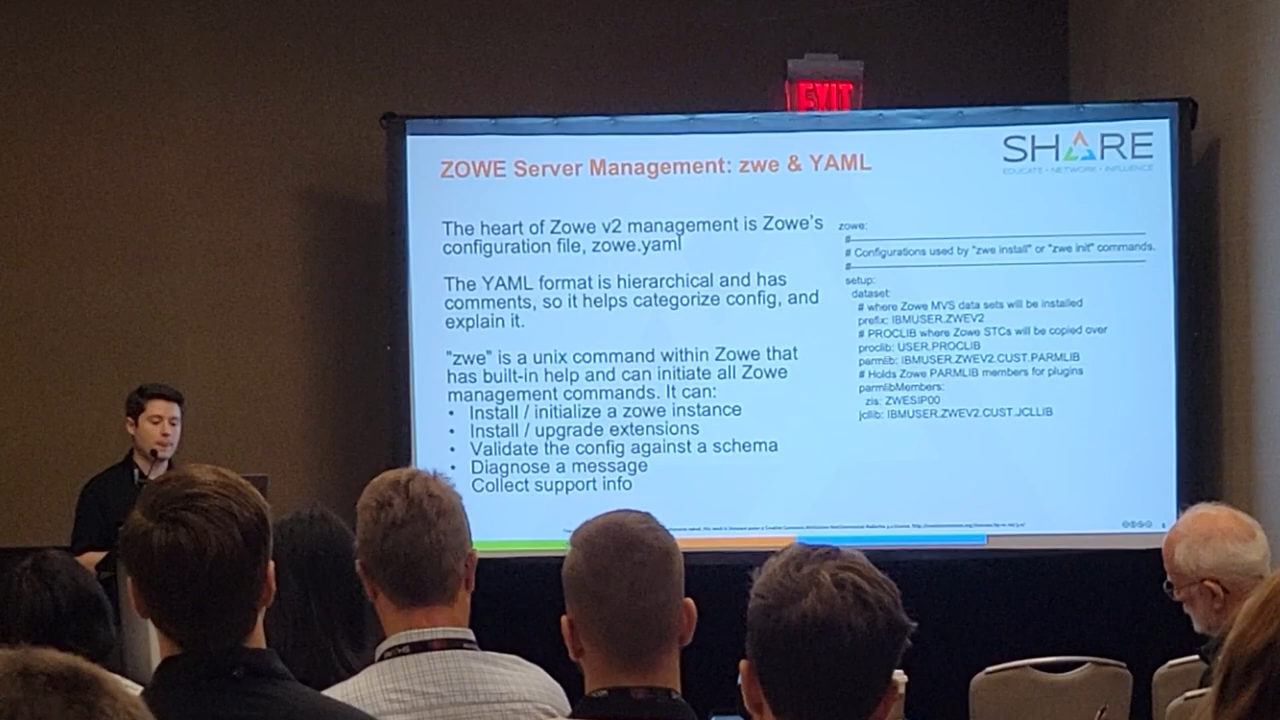 EXIT
SHARE
EDUCATE • NETWORK • INFLUENCE
ZOWE Server Management: zwe & YAML
The heart of Zowe v2 management is Zowe's
configuration file, zowe.yaml
The YAML format is hierarchical and has
comments, so it helps categorize config, and
explain it.
"zwe" is a unix command within Zowe that
has built-in help and can initiate all Zowe
management commands. It can:
• Install / initialize a zowe instance
• Install / upgrade extensions
• Validate the config against a schema
• Diagnose a message
• Collect support info
zowe:
#
# Configurations used by "zwe install" or "zwe init" commands.
#
setup:
dataset:
# where Zowe MVS data sets will be installed
prefix: IBMUSER.ZWEV2
# PROCLIB where Zowe STCs will be copied over
proclib: USER.PROCLIB
parmlib: IBMUSER.ZWEV2.CUST.PARMLIB
# Holds Zowe PARMLIB members for plugins
parmlibMembers:
zis: ZWESIP00
jcllib: IBMUSER.ZWEV2.CUST.JCLLIB